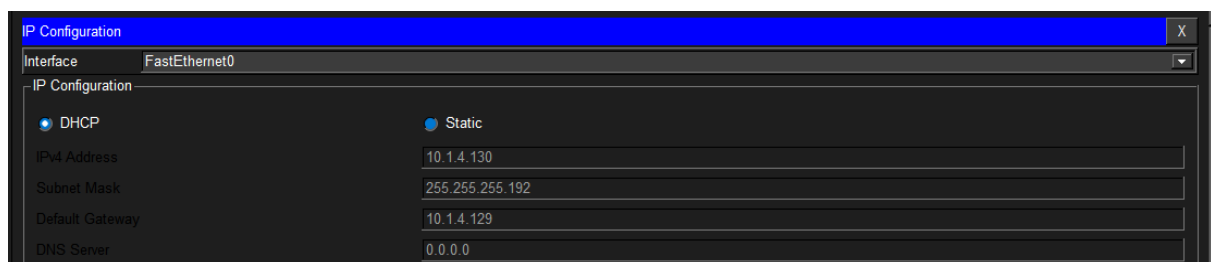 IP Configuration X
Interface FastEthernet0
IP Configuration
DHCP Static
IPv4 Address 10.1.4.130
Subnet Mask 255.255.255.192
Default Gateway 10.1.4.129
DNS Server 0.0.0.0